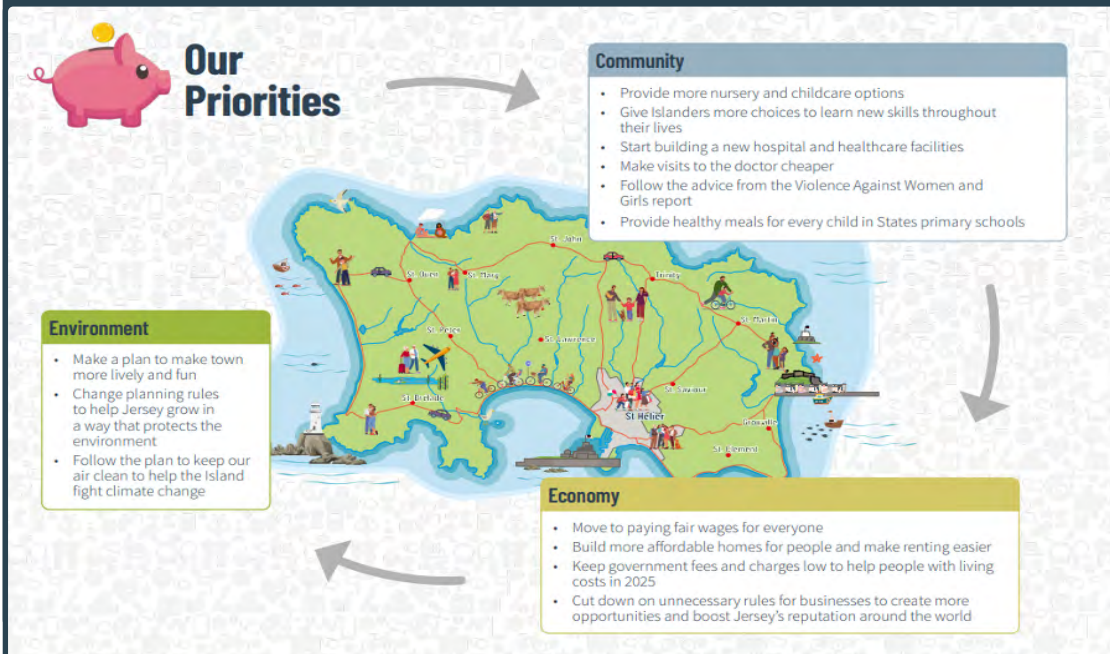 Our
Priorities
Community
• Provide more nursery and childcare options
• Give Islanders more choices to learn new skills throughout
their lives
• Start building a new hospital and healthcare facilities
• Make visits to the doctor cheaper
• Follow the advice from the Violence Against Women and
Girls report
• Provide healthy meals for every child in States primary schools
St. John
St. Ouen
St. Mary
Trinity
St. Martin
St. Peter
St. Lawrence
St. Brelade
St. Saviour
St Hélier
Grouville
St. Clement
Environment
• Make a plan to make town
more lively and fun
• Change planning rules
to help Jersey grow in
a way that protects the
environment
• Follow the plan to keep our
air clean to help the Island
fight climate change
Economy
• Move to paying fair wages for everyone
• Build more affordable homes for people and make renting easier
• Keep government fees and charges low to help people with living
costs in 2025
• Cut down on unnecessary rules for businesses to create more
opportunities and boost Jersey's reputation around the world